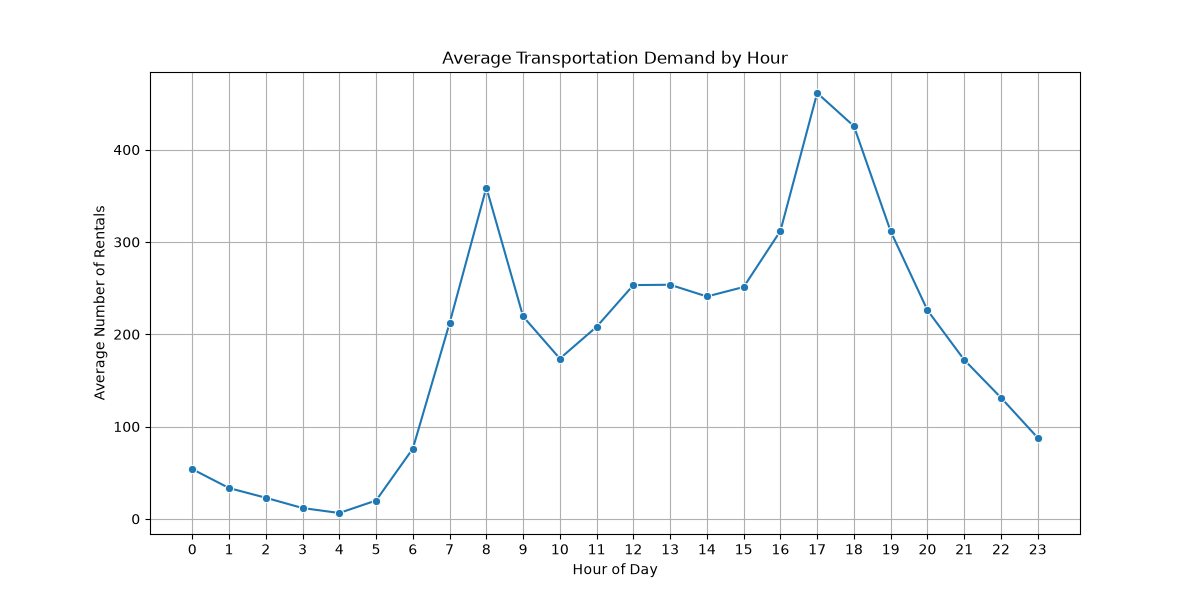 Average Transportation Demand by Hour
Average Number of Rentals
400
300
200
100
0
0 1 2 3 4 5 6 7 8 9 10 11 12 13 14 15 16 17 18 19 20 21 22 23
Hour of Day